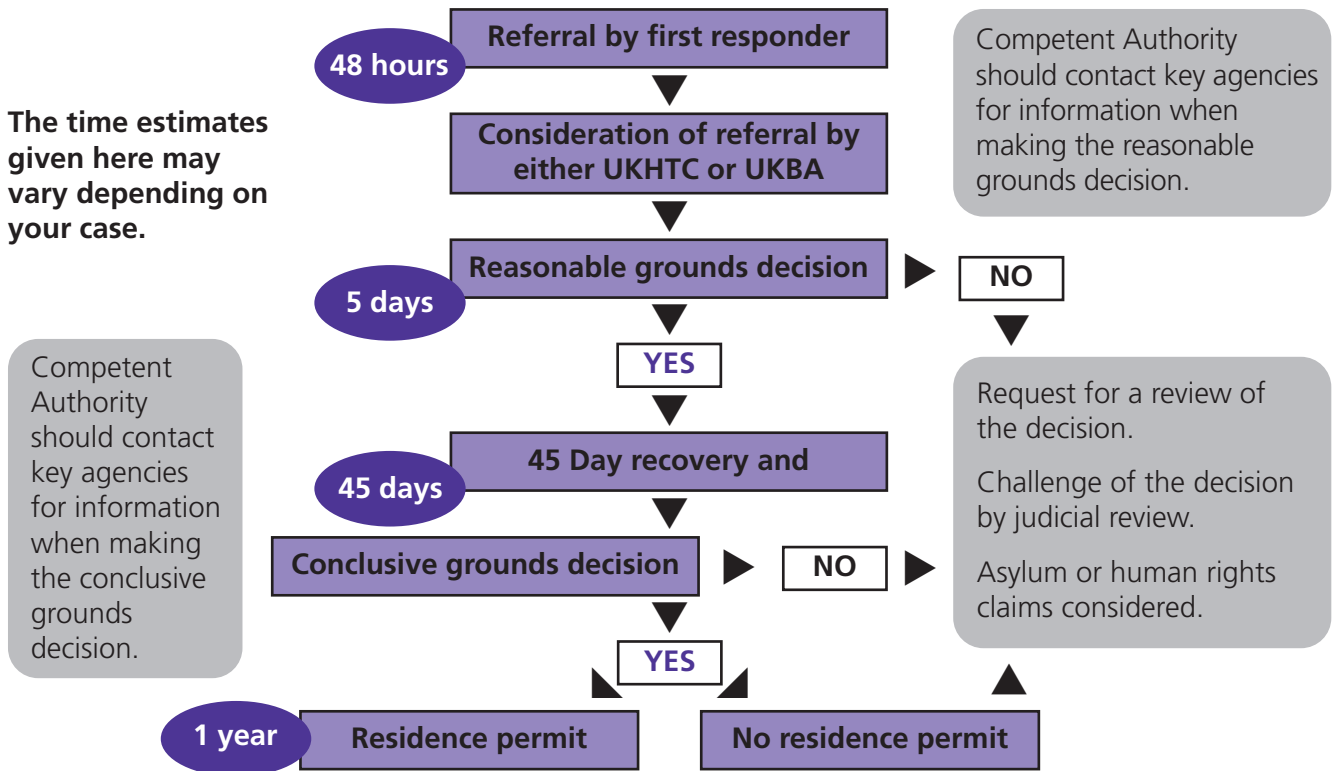 Referral by first responder
48 hours
Competent Authority
should contact key agencies
for information when
making the reasonable
grounds decision.
The time estimates
given here may
vary depending on
your case.
Consideration of referral by
either UKHTC or UKBA
Reasonable grounds decision
NO
5 days
YES
Competent
Authority
should contact
key agencies
for information
when making
the conclusive
grounds
decision.
Request for a review of
the decision.
Challenge of the decision
by judicial review.
Asylum or human rights
claims considered.
45 Day recovery and
45 days
Conclusive grounds decision
NO
YES
1 year
Residence permit
No residence permit